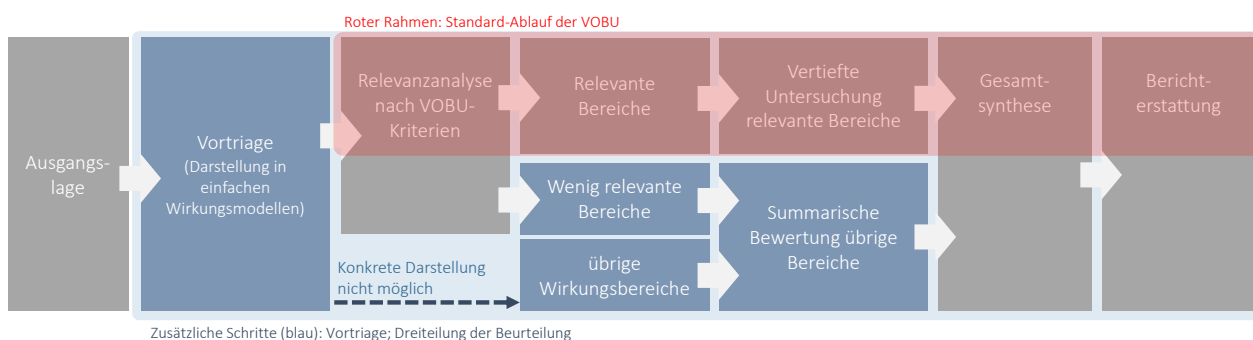 Roter Rahmen: Standard-Ablauf der VOBU
Ausgangs-
lage
Vortriage
(Darstellung in
einfachen
Wirkungsmodellen)
Relevanzanalyse
nach VOBU-
Kriterien
Relevante
Bereiche
Vertiefte
Untersuchung
relevante Bereiche
Gesamt-
synthese
Bericht-
erstattung
Wenig relevante
Bereiche
Summarische
Bewertung übrige
Bereiche
Konkrete Darstellung
nicht möglich
übrige
Wirkungsbereiche
Zusätzliche Schritte (blau): Vortriage; Dreiteilung der Beurteilung